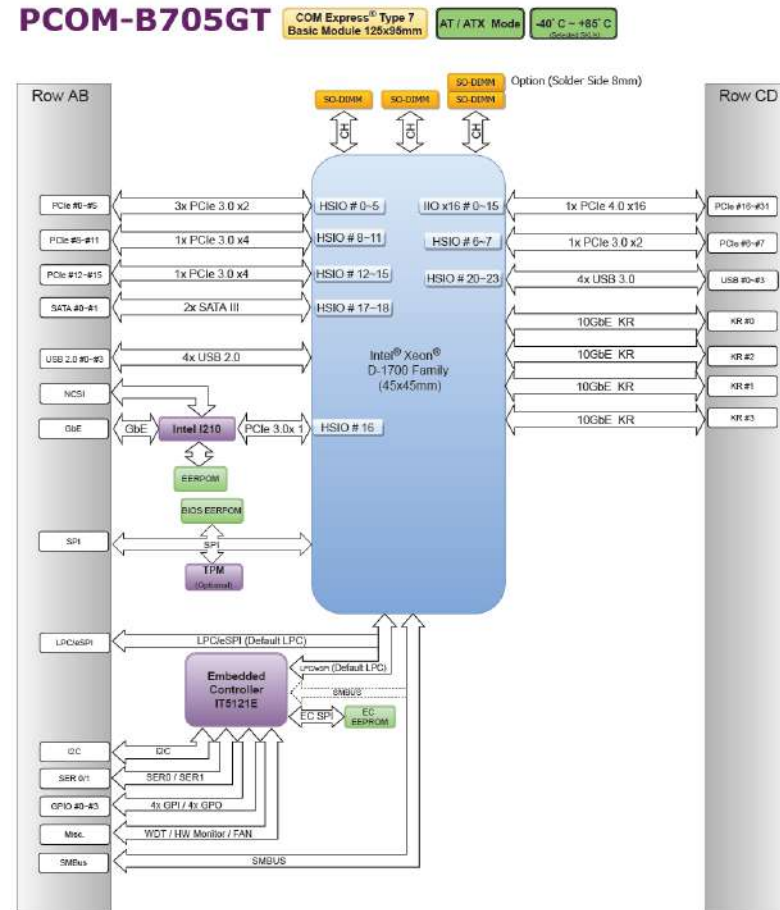 PCOM-B705GT
COM Express® Type 7
Basic Module 125x95mm
AT / ATX Mode
-40°C ~ +85°C
SO-DIMM
Option (Solder Side 8mm)
SO-DIMM
SO-DIMM
SO-DIMM
Row AB
Row CD
CH
CH
CH
PCIe #0~#5
3x PCIe 3.0 x2
HSIO # 0~5
IIO x16 # 0~15
1x PCIe 4.0 x16
PCIe #16~#31
PCIe #8~#11
1x PCIe 3.0 x4
HSIO # 8~11
HSIO # 6~7
1x PCIe 3.0 x2
PCIe #6~#7
PCIe #12~#15
1x PCIe 3.0 x4
HSIO # 12~15
HSIO # 20~23
4x USB 3.0
USB #0~#3
SATA #0~#1
2x SATA III
HSIO # 17~18
10GbE KR
KR #0
USB 2.0 #0~#3
4x USB 2.0
Intel® Xeon®
D-1700 Family
(45x45mm)
10GbE KR
KR #2
NCSI
10GbE KR
KR #1
GbE
GbE
Intel I210
PCIe 3.0x 1
HSIO # 16
10GbE KR
KR #3
EERPOM
BIOS EERPOM
SPI
SPI
TPM
(Optional)
LPC/eSPI
LPC/eSPI (Default LPC)
LPC/eSPI (Default LPC)
Embedded
Controller
IT5121E
SMBUS
EC SPI
EC
EEPROM
I2C
I2C
SER 0/1
SER0 / SER1
GPIO #0~#3
4x GPI / 4x GPO
Misc.
WDT / HW Monitor / FAN
SMBus
SMBUS